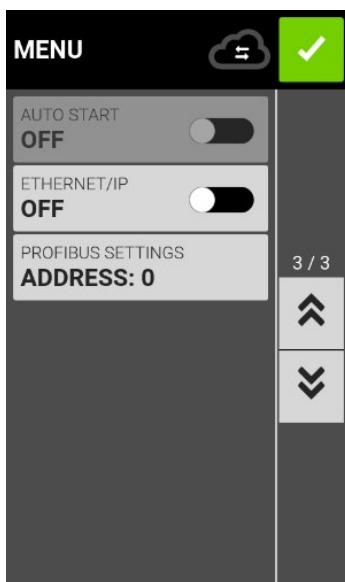 MENU
AUTO START
OFF
ETHERNET/IP
OFF
PROFIBUS SETTINGS
ADDRESS: 0
3 / 3